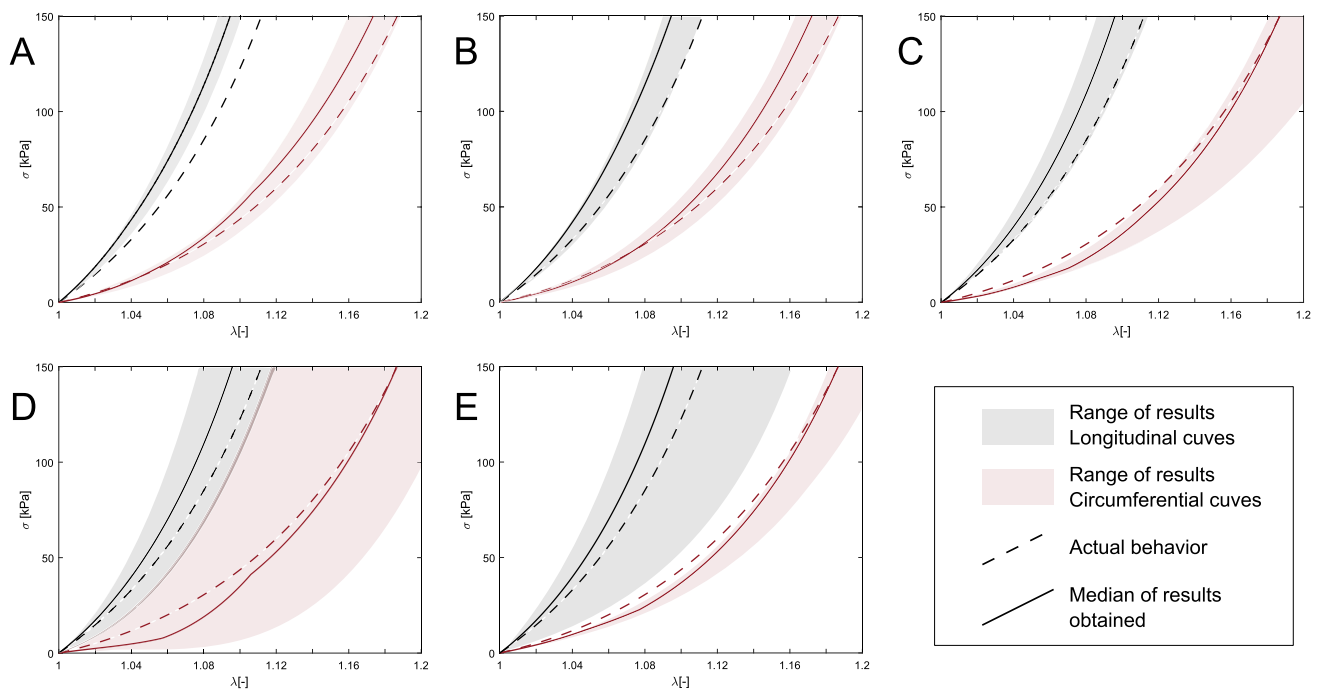 A
150
100
50
0
σ [kPa]
1
1.04
1.08
1.12
1.16
1.2
λ[-]
B
150
100
50
0
σ [kPa]
1
1.04
1.08
1.12
1.16
1.2
λ[-]
C
150
100
50
0
σ [kPa]
1
1.04
1.08
1.12
1.16
1.2
λ[-]
D
150
100
50
0
σ [kPa]
1
1.04
1.08
1.12
1.16
1.2
λ[-]
E
150
100
50
0
σ [kPa]
1
1.04
1.08
1.12
1.16
1.2
λ[-]
Range of results
Longitudinal cuves
Range of results
Circumferential cuves
Actual behavior
Median of results
obtained